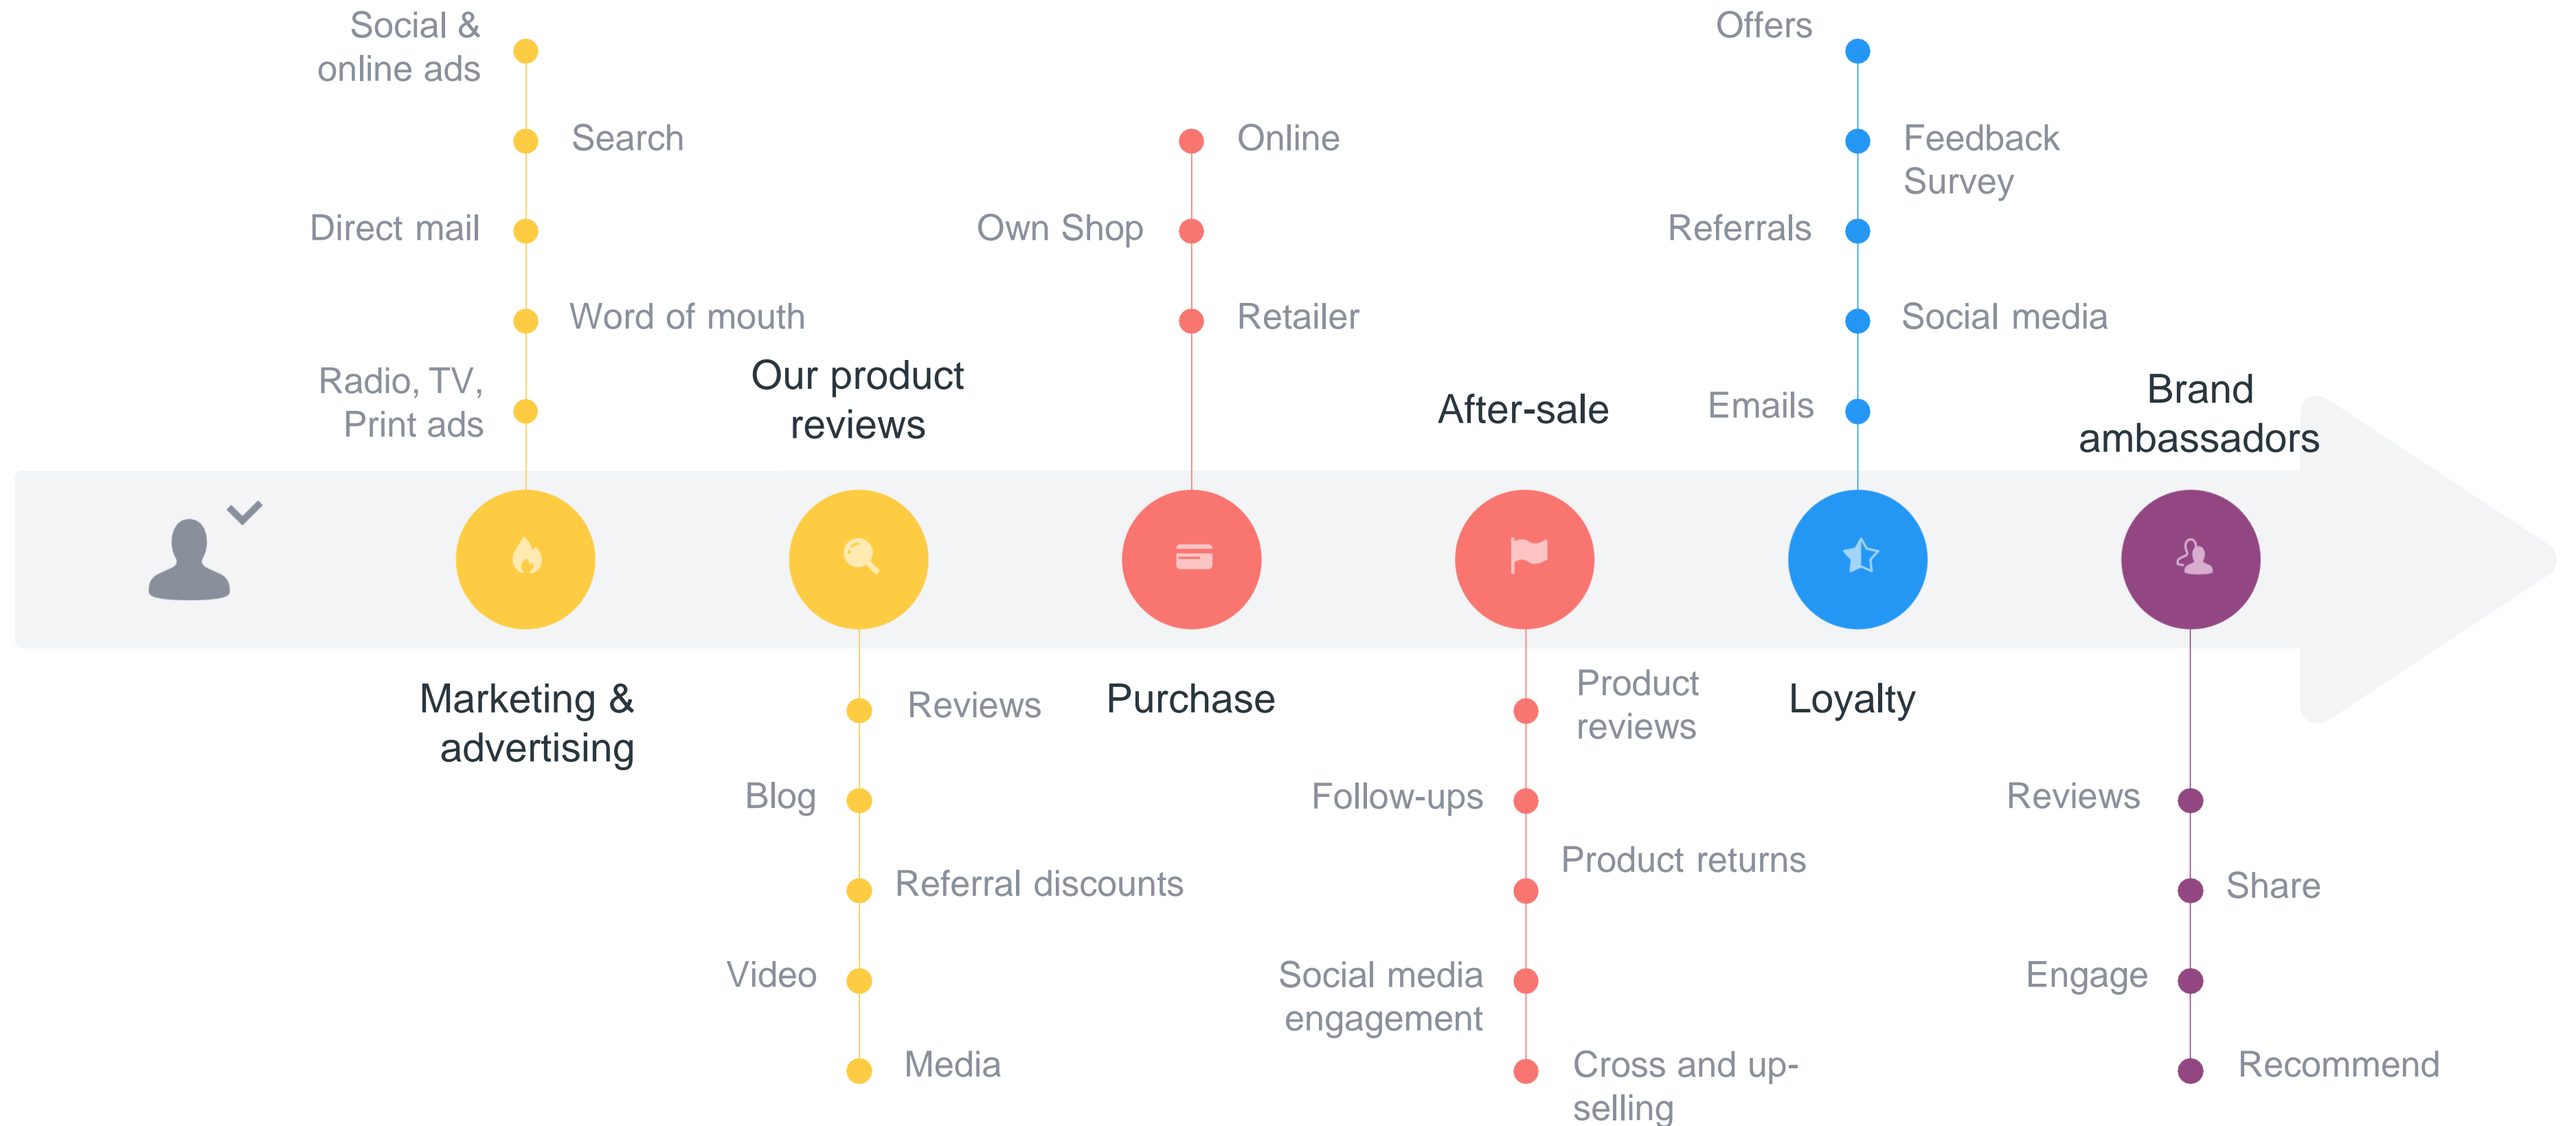 Social &
online ads
Search
Direct mail
Word of mouth
Radio, TV,
Print ads
Marketing &
advertising
Our product
reviews
Reviews
Blog
Referral discounts
Video
Media
Online
Own Shop
Retailer
Purchase
After-sale
Product
reviews
Follow-ups
Product returns
Social media
engagement
Cross and up-
selling
Offers
Feedback
Survey
Referrals
Social media
Emails
Loyalty
Brand
ambassadors
Reviews
Share
Engage
Recommend